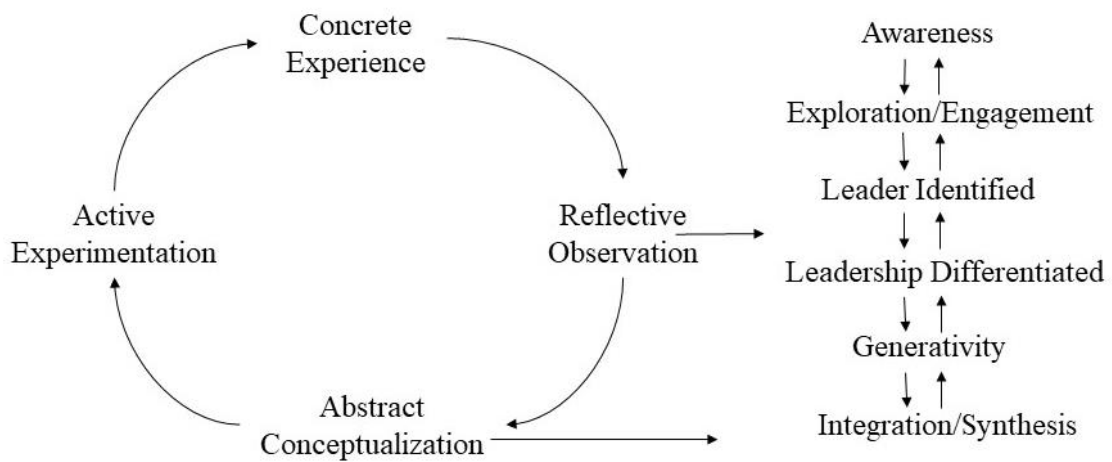 Concrete
Experience
Reflective
Observation
Abstract
Conceptualization
Active
Experimentation
Awareness
Exploration/Engagement
Leader Identified
Leadership Differentiated
Generativity
Integration/Synthesis